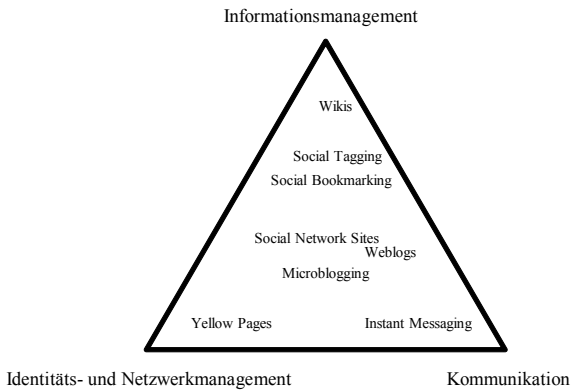 Informationsmanagement
Wikis
Social Tagging
Social Bookmarking
Social Network Sites
Weblogs
Microblogging
Yellow Pages
Instant Messaging
Identitäts- und Netzwerkmanagement
Kommunikation